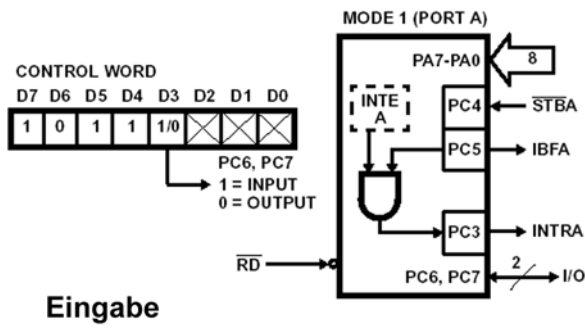 MODE 1 (PORT A)
PA7-PA0
8
CONTROL WORD
D7 D6 D5 D4 D3 D2 D1 D0
1 0 1 1 1/0
INTE
A
PC4
STBA
PC5
IBFA
PC6, PC7
1 = INPUT
0 = OUTPUT
PC3
INTRA
RD
PC6, PC7
2
I/O
Eingabe